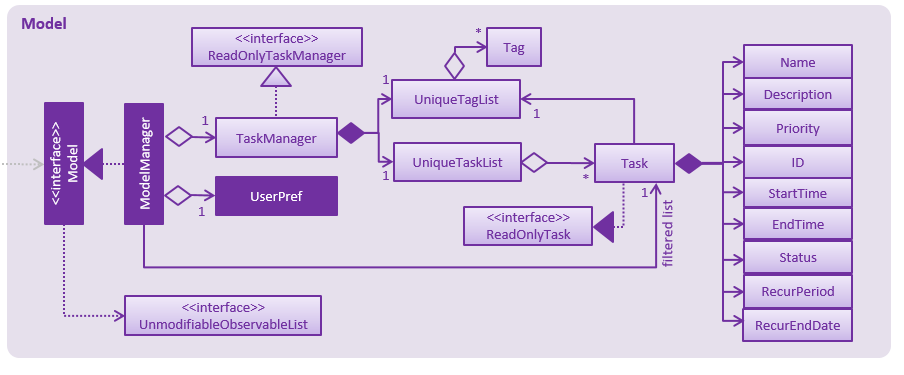 Model
<<interface>>
ReadOnlyTaskManager
*
Tag
Name
1
UniqueTagList
Description
1
TaskManager
1
Priority
<<interface>>
Model
ModelManager
1
UniqueTaskList
*
Task
ID
1
UserPref
1
StartTime
<<interface>>
ReadOnlyTask
filtered list
EndTime
Status
RecurPeriod
<<interface>>
UnmodifiableObservableList
RecurEndDate